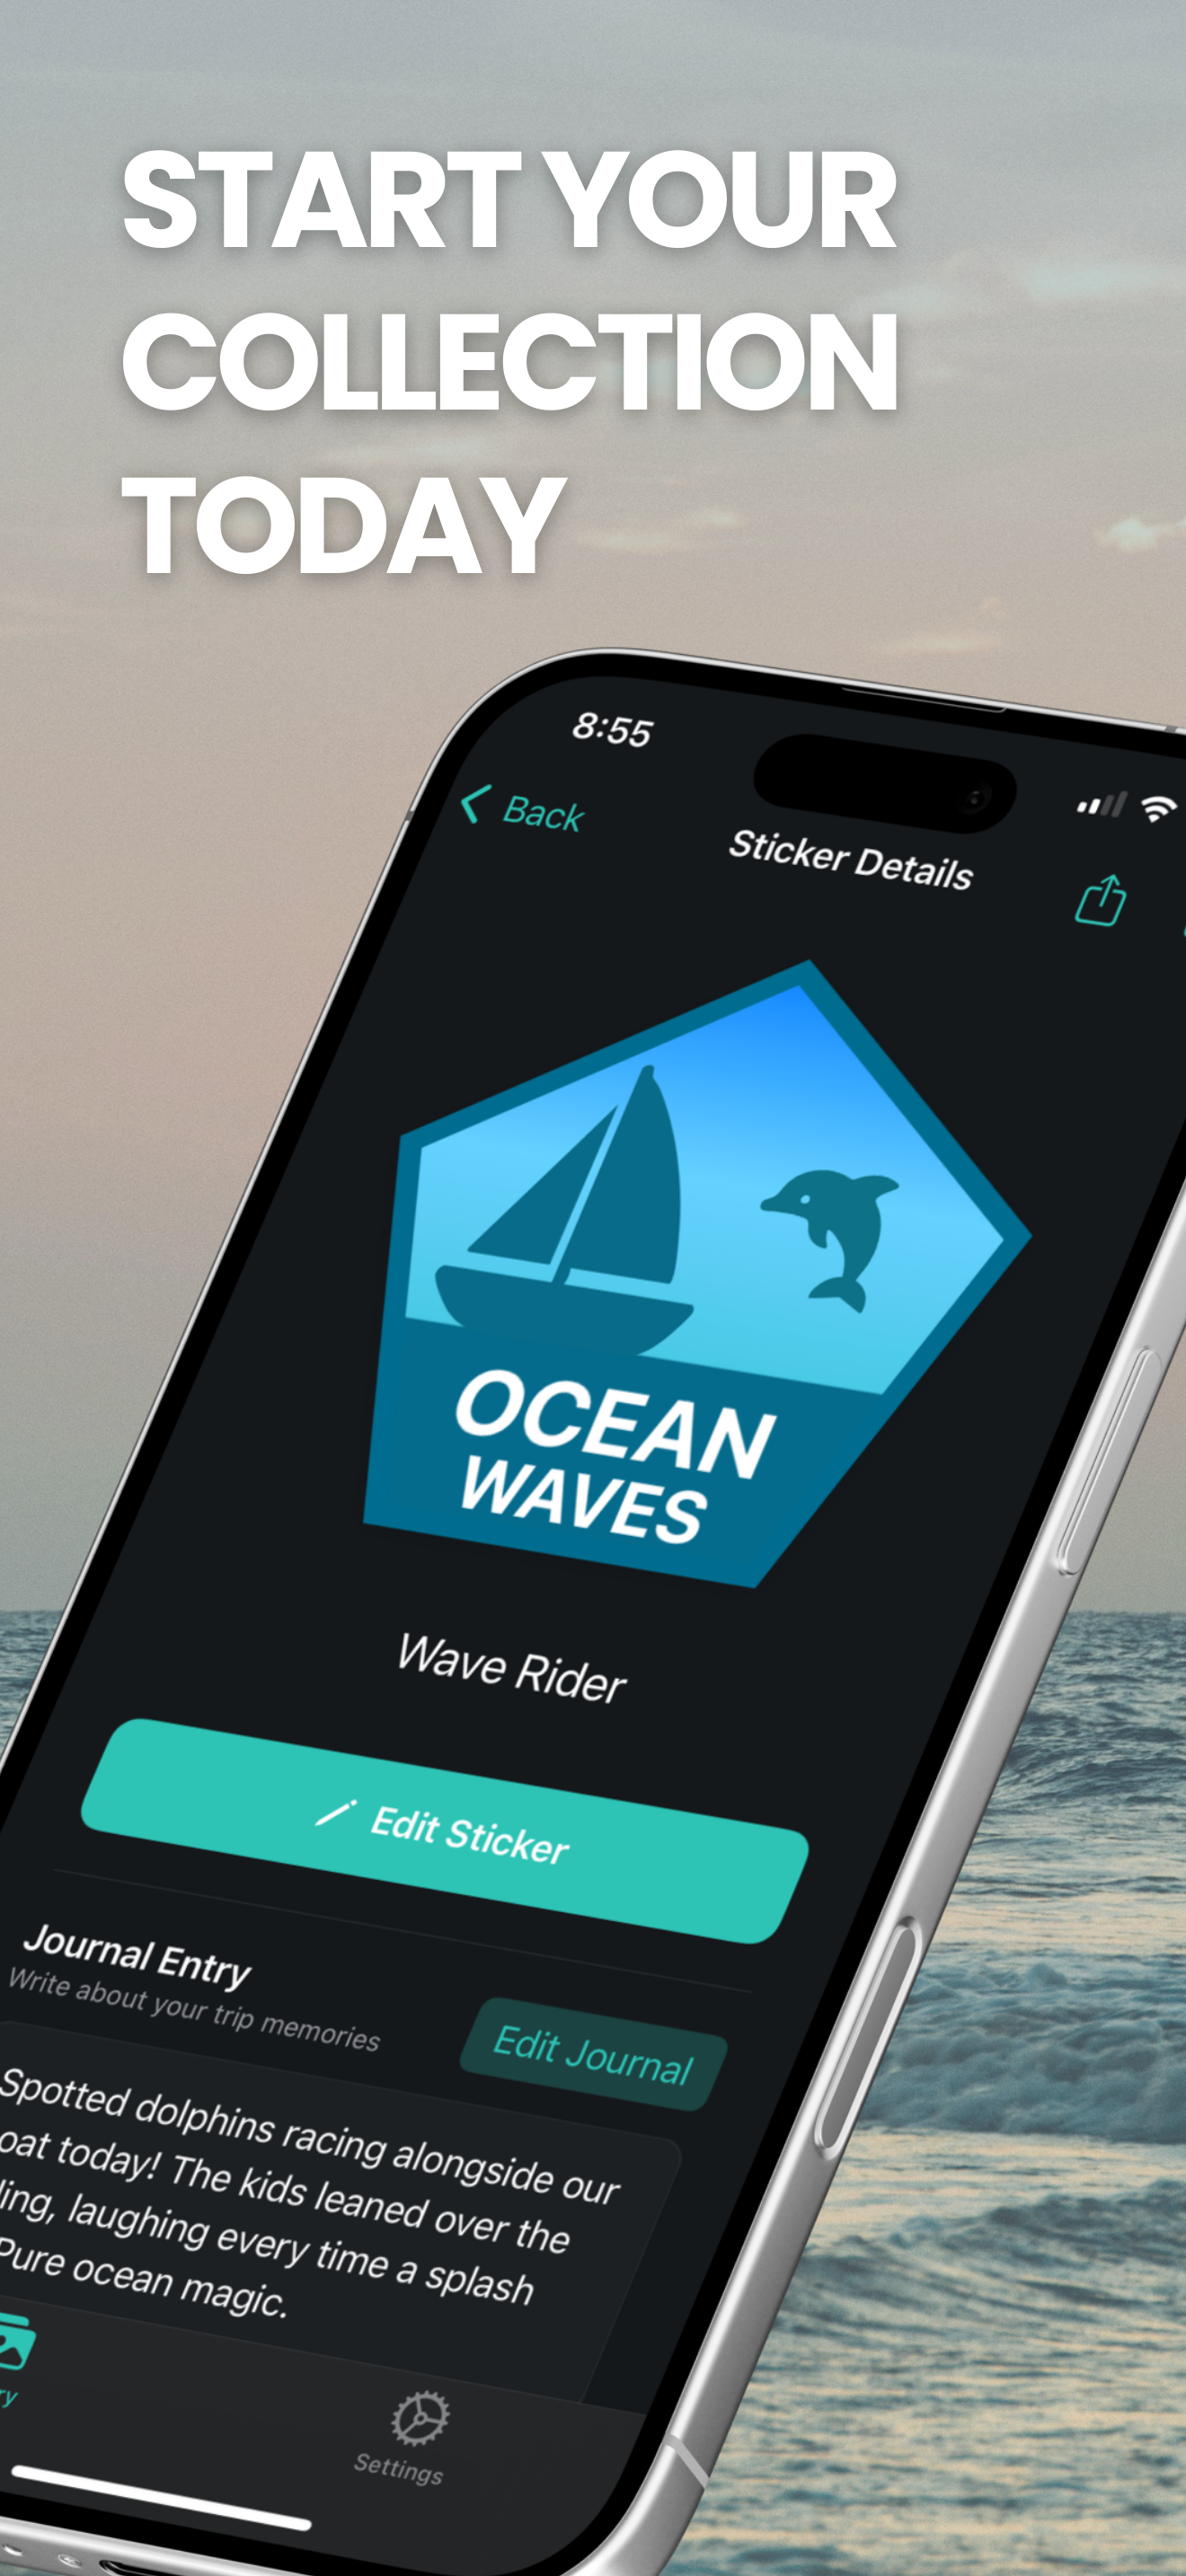 START YOUR
COLLECTION
TODAY
8:55
Back
Sticker Details
OCEAN
WAVES
Wave Rider
Edit Sticker
Journal Entry
Write about your trip memories
Edit Journal
Spotted dolphins racing alongside our
oat today! The kids leaned over the
ling, laughing every time a splash
Pure ocean magic.
ry
Settings